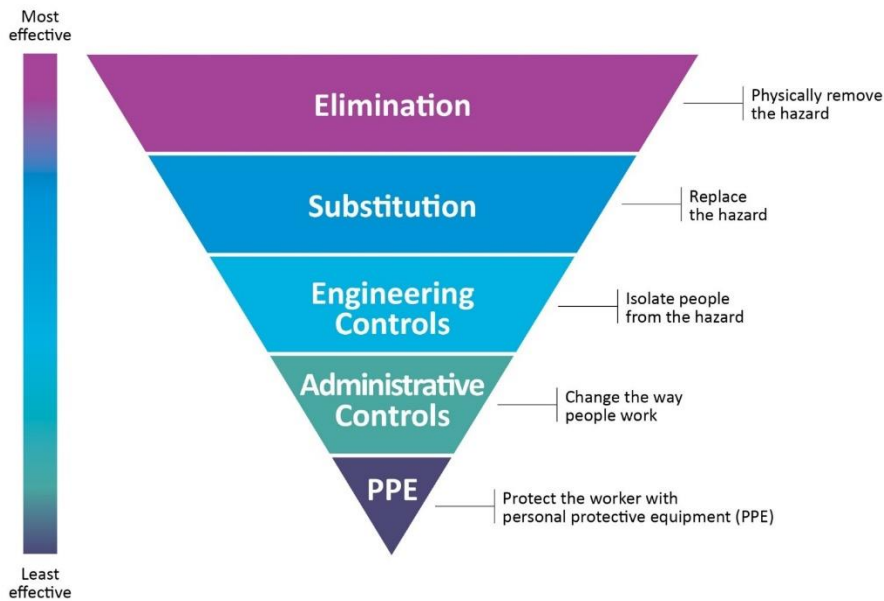 Most
effective
Elimination
Physically remove
the hazard
Substitution
Replace
the hazard
Engineering
Controls
Isolate people
from the hazard
Administrative
Controls
Change the way
people work
PPE
Protect the worker with
personal protective equipment (PPE)
Least
effective